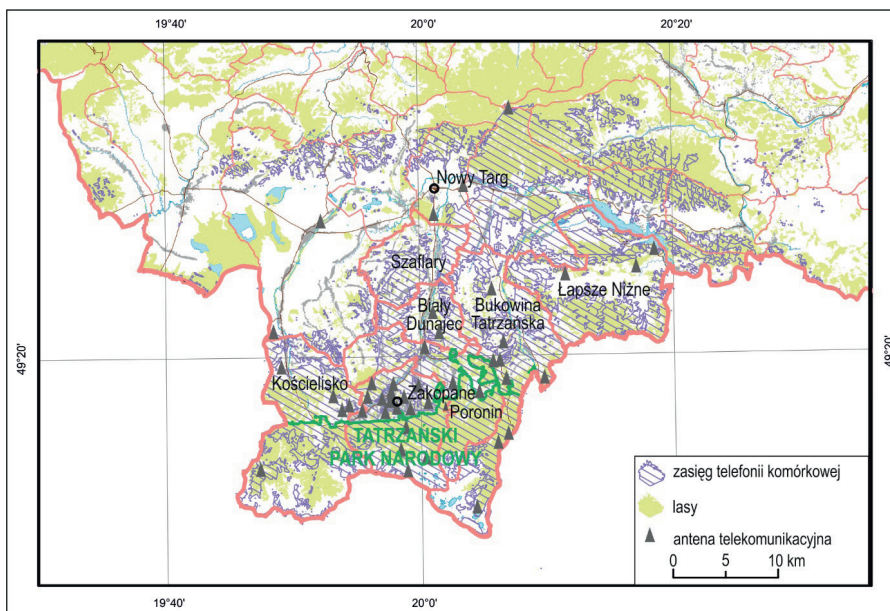 19°40' 20°0' 20°20'
Nowy Targ
Szaflary
Łapsze Niżne
Biały
Dunajec
Bukowina
Tatrzańska
49°20'
49°20'
Kościelisko
Zakopane
Poronin
TATRZAŃSKI
PARK NARODOWY
zasięg telefonii komórkowej
lasy
antena telekomunikacyjna
0 5 10 km
19°40' 20°0' 20°20'